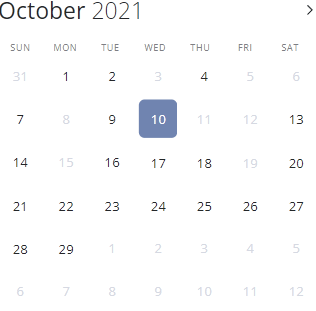 October 2021
SUN MON TUE WED THU FRI SAT
31 1 2 3 4 5 6
7 8 9 10 11 12 13
14 15 16 17 18 19 20
21 22 23 24 25 26 27
28 29 1 2 3 4 5
6 7 8 9 10 11 12